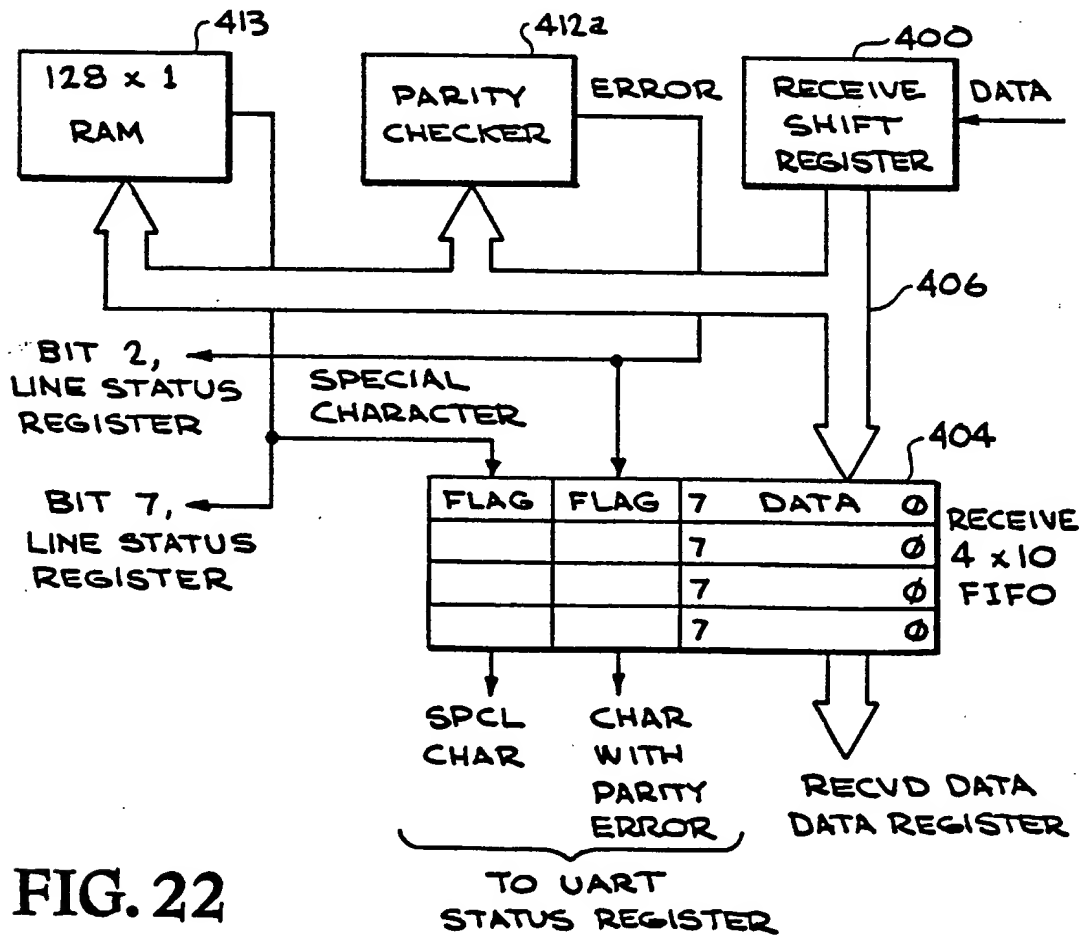 413
128 x 1
RAM
412a
PARITY
CHECKER
ERROR
400
RECEIVE
SHIFT
REGISTER
DATA
406
BIT 2,
LINE STATUS
REGISTER
SPECIAL
CHARACTER
BIT 7,
LINE STATUS
REGISTER
404
FLAG FLAG 7 DATA Ø
7 Ø
7 Ø
7 Ø
RECEIVE
4 x 10
FIFO
SPCL
CHAR
CHAR
WITH
PARITY
ERROR
RECVD DATA
DATA REGISTER
TO UART
STATUS REGISTER
FIG. 22